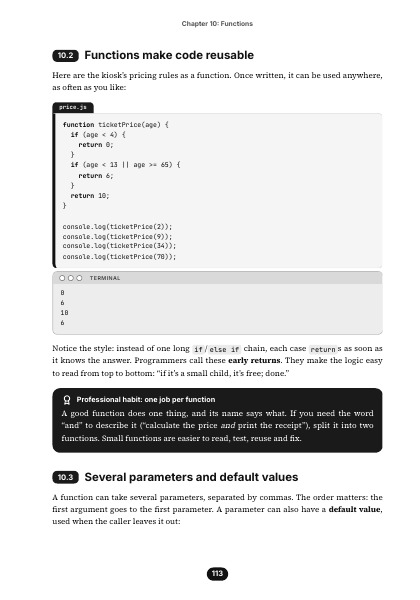 Chapter 10: Functions
10.2 Functions make code reusable
Here are the kiosk's pricing rules as a function. Once written, it can be used anywhere,
as often as you like:
price.js
function ticketPrice(age) {
  if (age < 4) {
    return 0;
  }
  if (age < 13 || age >= 65) {
    return 6;
  }
  return 10;
}
console.log(ticketPrice(2));
console.log(ticketPrice(9));
console.log(ticketPrice(34));
console.log(ticketPrice(70));
TERMINAL
0
6
10
6
Notice the style: instead of one long if/else if chain, each case returns as soon as
it knows the answer. Programmers call these early returns. They make the logic easy
to read from top to bottom: “if it's a small child, it's free; done.”
Professional habit: one job per function
A good function does one thing, and its name says what. If you need the word
“and” to describe it (“calculate the price and print the receipt”), split it into two
functions. Small functions are easier to read, test, reuse and fix.
10.3 Several parameters and default values
A function can take several parameters, separated by commas. The order matters: the
first argument goes to the first parameter. A parameter can also have a default value,
used when the caller leaves it out:
113